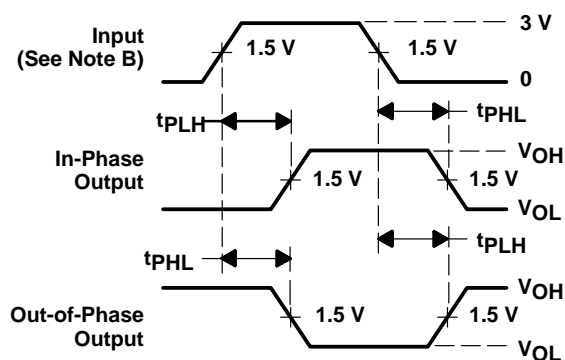 3 V
Input
(See Note B)
1.5 V
1.5 V
0
tPLH
tPHL
VOH
In-Phase
Output
1.5 V
1.5 V
VOL
tPHL
tPLH
VOH
Out-of-Phase
Output
1.5 V
1.5 V
VOL